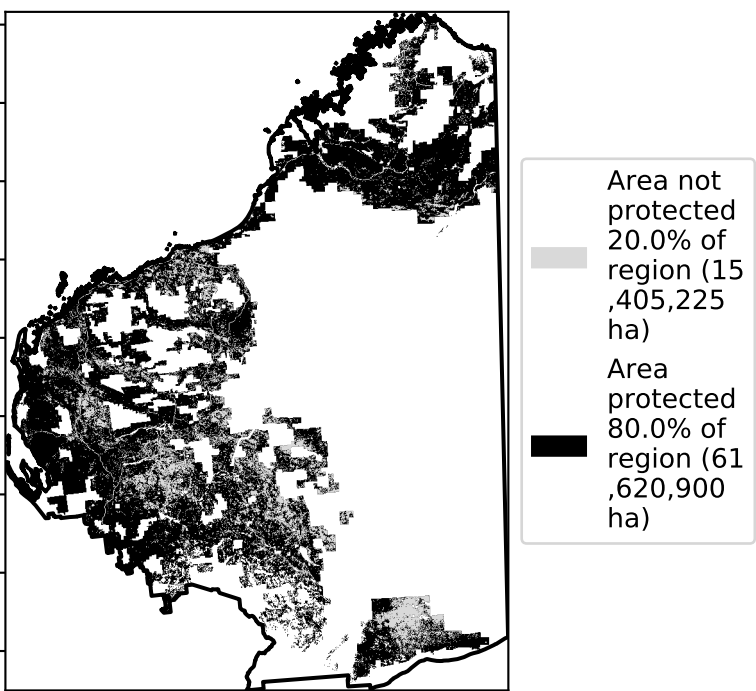 Area not
protected
20.0% of
region (15
,405,225
ha)
Area
protected
80.0% of
region (61
,620,900
ha)